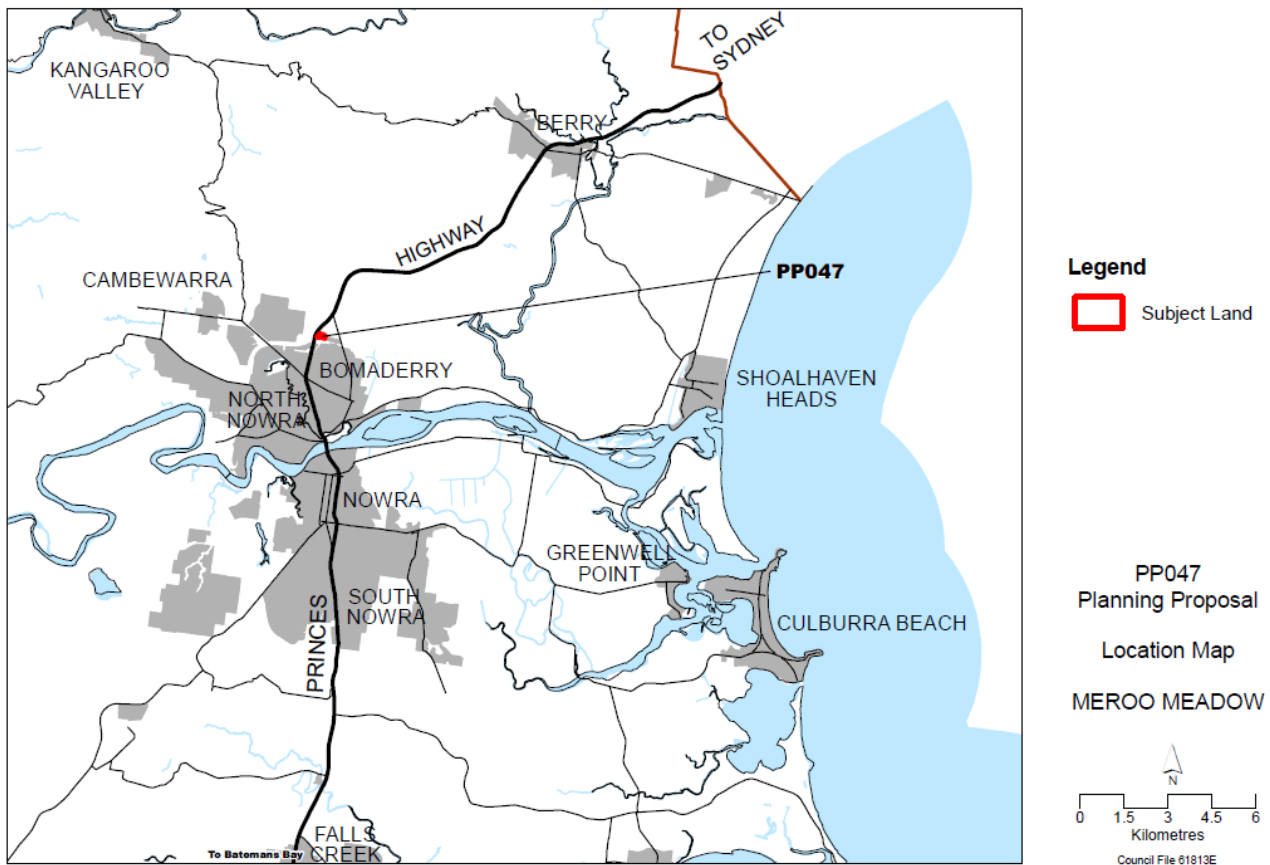 KANGAROO
VALLEY
TO
SYDNEY
BERRY
HIGHWAY
PP047
CAMBEWARRA
BOMADERRY
NORTH
NOWRA
SHOALHAVEN
HEADS
NOWRA
GREENWELL
POINT
SOUTH
NOWRA
CULBURRA BEACH
PRINCES
FALLS
CREEK
To Batemans Bay
Legend
Subject Land
PP047
Planning Proposal
Location Map
MEROO MEADOW
N
0 1.5 3 4.5 6
Kilometres
Council File 61813E